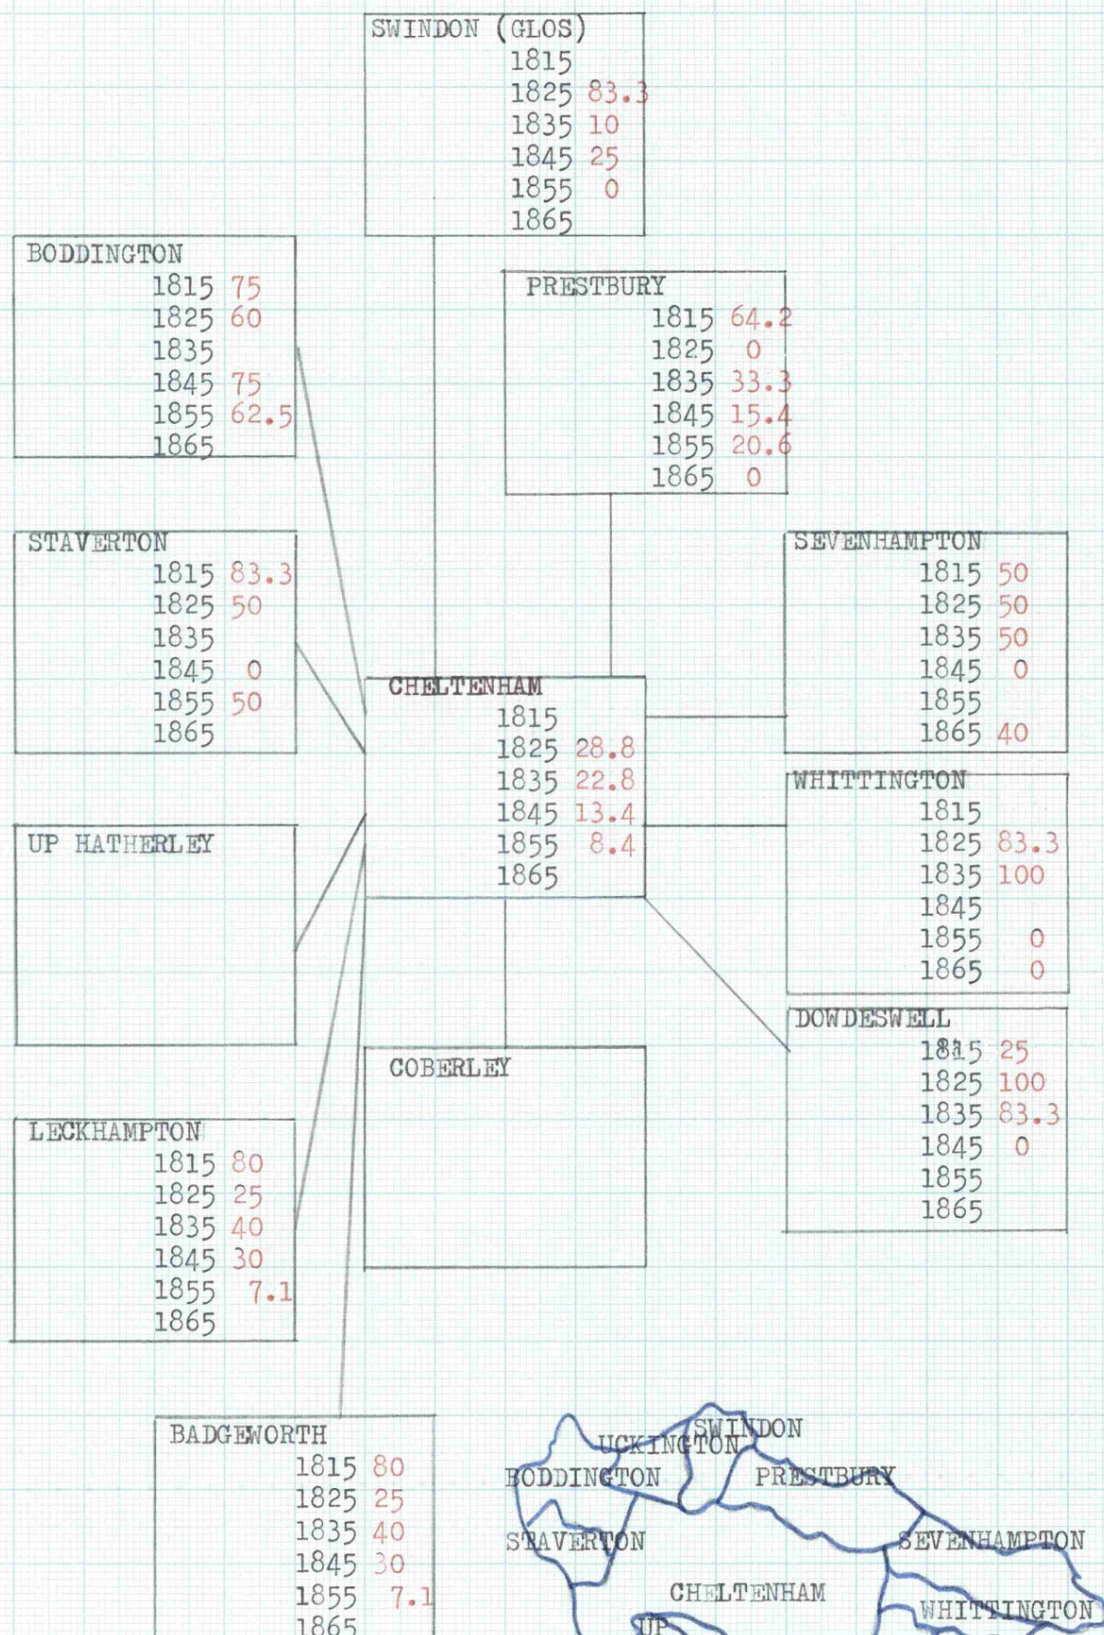 SWINDON (GLOS)
1815
1825 83.3
1835 10
1845 25
1855 0
1865
BODDINGTON
1815 75
1825 60
1835
1845 75
1855 62.5
1865
PRESTBURY
1815 64.2
1825 0
1835 33.3
1845 15.4
1855 20.6
1865 0
STAVERTON
1815 83.3
1825 50
1835
1845 0
1855 50
1865
SEVENHAMPTON
1815 50
1825 50
1835 50
1845 0
1855
1865 40
CHELTENHAM
1815
1825 28.8
1835 22.8
1845 13.4
1855 8.4
1865
WHITTINGTON
1815
1825 83.3
1835 100
1845
1855 0
1865 0
UP HATHERLEY
DOWDESWELL
1815 25
1825 100
1835 83.3
1845 0
1855
1865
COBERLEY
LECKHAMPTON
1815 80
1825 25
1835 40
1845 30
1855 7.1
1865
BADGEWORTH
1815 80
1825 25
1835 40
1845 30
1855 7.1
1865
SWINDON
UCKINGTON
BODDINGTON
PRESTBURY
STAVERTON
SEVENHAMPTON
CHELTENHAM
WHITTINGTON
UP